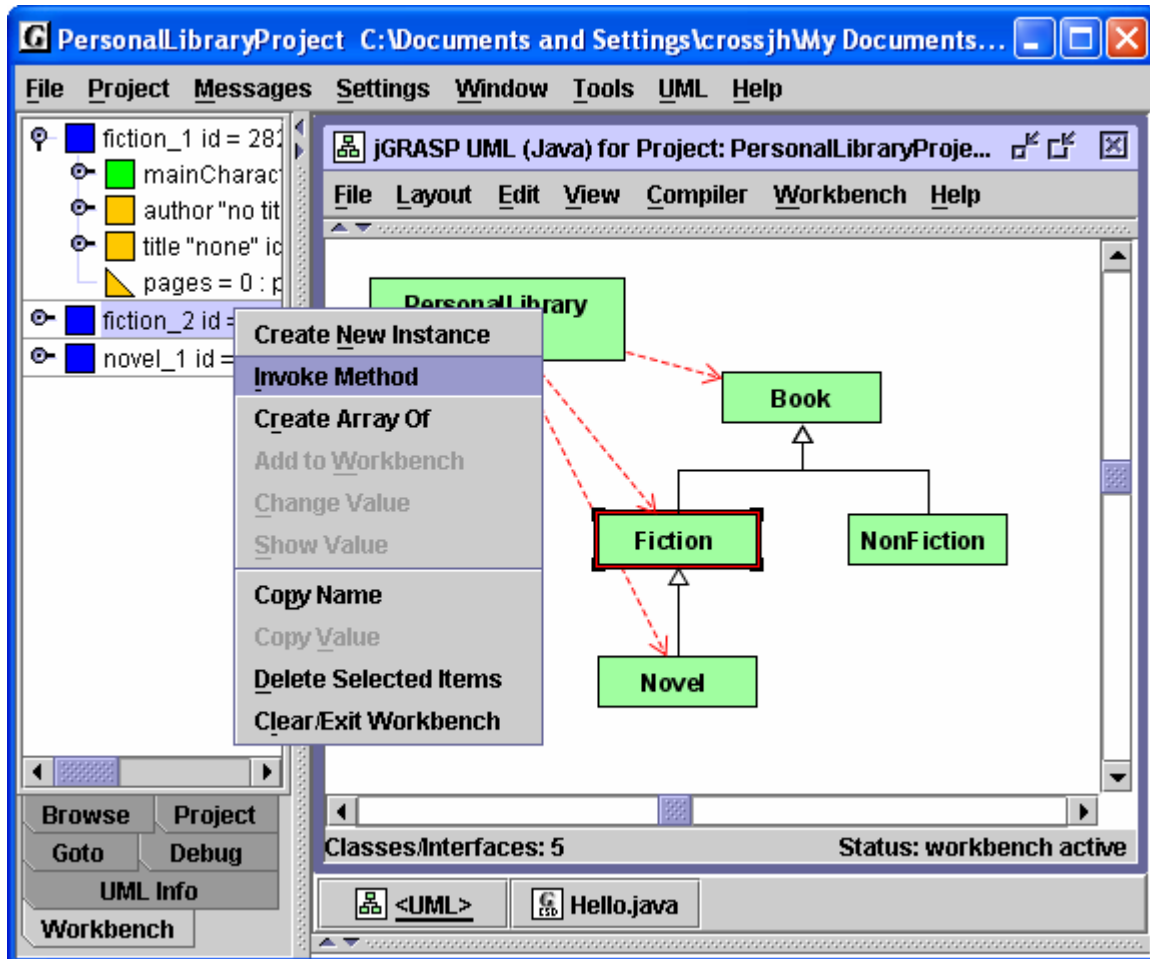 PersonalLibraryProject C:\Documents and Settings\crossjh\My Documents...
File Project Messages Settings Window Tools UML Help
fiction_1 id = 282
mainCharact
author "no tit
title "none" id
pages = 0 : p
fiction_2 id =
novel_1 id =
Create New Instance
Invoke Method
Create Array Of
Add to Workbench
Change Value
Show Value
Copy Name
Copy Value
Delete Selected Items
Clear/Exit Workbench
jGRASP UML (Java) for Project: PersonalLibraryProje...
File Layout Edit View Compiler Workbench Help
PersonalLibrary
Book
Fiction
NonFiction
Novel
Classes/Interfaces: 5
Status: workbench active
Browse Project
Goto Debug
UML Info
Workbench
<UML> Hello.java